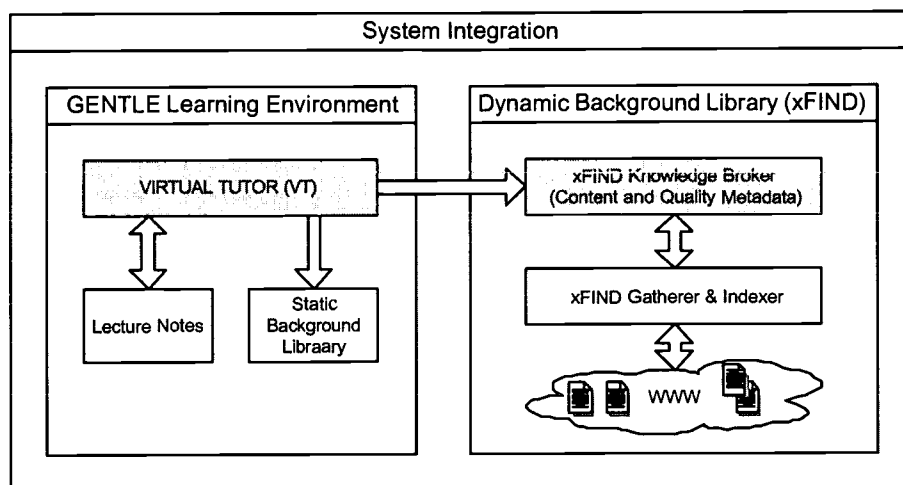 System Integration
GENTLE Learning Environment
VIRTUAL TUTOR (VT)
Lecture Notes
Static
Background
Libraary
Dynamic Background Library (xFIND)
xFIND Knowledge Broker
(Content and Quality Metadata)
xFIND Gatherer & Indexer
WWW